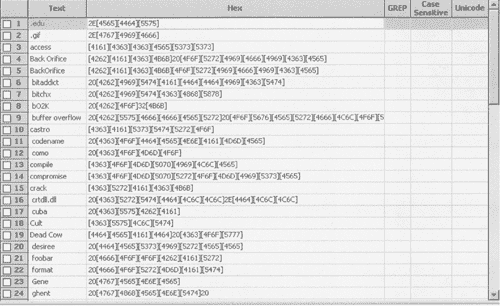 Text Hex GREP Case Sensitive Unicode
1 .edu 2E[4565][4464][5575]
2 .gif 2E[4767][4969][4666]
3 access [4161][4363][4363][4565][5373][5373]
4 Back Orifice [4262][4161][4363][4B6B]20[4F6F][5272][4969][4666][4969][4363][4565]
5 BackOrifice [4262][4161][4363][4B6B][4F6F][5272][4969][4666][4969][4363][4565]
6 bitaddict 20[4262][4969][5474][4161][4464][4464][4969][4363][5474]
7 bitchx 20[4262][4969][5474][4363][4868][5878]
8 bO2K 20[4262][4F6F]32[4B6B]
9 buffer overflow 20[4262][5575][4666][4666][4565][5272]20[4F6F][5676][4565][5272][4666][4C6C][4F6F][5
10 castro [4363][4161][5373][5474][5272][4F6F]
11 codename 20[4363][4F6F][4464][4565][4E6E][4161][4D6D][4565]
12 como 20[4363][4F6F][4D6D][4F6F]
13 compile [4363][4F6F][4D6D][5070][4969][4C6C][4565]
14 compromise [4363][4F6F][4D6D][5070][5272][4F6F][4D6D][4969][5373][4565]
15 crack [4363][5272][4161][4363][4B6B]
16 crtdll.dll 20[4363][5272][5474][4464][4C6C][4C6C]2E[4464][4C6C][4C6C]
17 cuba 20[4363][5575][4262][4161]
18 Cult [4363][5575][4C6C][5474]
19 Dead Cow [4464][4565][4161][4464]20[4363][4F6F][5777]
20 desiree 20[4464][4565][5373][4969][5272][4565][4565]
21 foobar 20[4666][4F6F][4F6F][4262][4161][5272]
22 format 20[4666][4F6F][5272][4D6D][4161][5474]
23 Gene 20[4767][4565][4E6E][4565]
24 ghent 20[4767][4868][4565][4E6E][5474]20